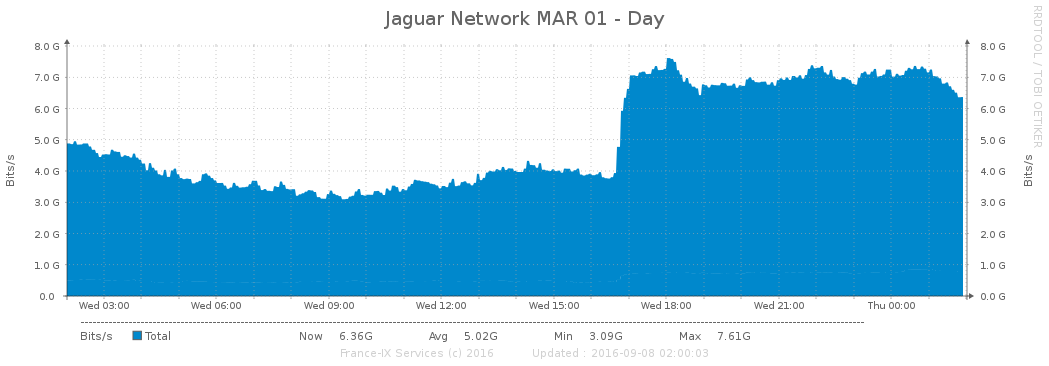 Jaguar Network MAR 01 - Day
RRDTOOL / TOBI OETIKER
Bits/s
8.0 G
7.0 G
6.0 G
5.0 G
4.0 G
3.0 G
2.0 G
1.0 G
0.0
8.0 G
7.0 G
6.0 G
5.0 G
4.0 G
3.0 G
2.0 G
1.0 G
0.0 G
Bits/s
Wed 03:00 Wed 06:00 Wed 09:00 Wed 12:00 Wed 15:00 Wed 18:00 Wed 21:00 Thu 00:00
Bits/s Total Now 6.36G Avg 5.02G Min 3.09G Max 7.61G
France-IX Services (c) 2016 Updated : 2016-09-08 02:00:03